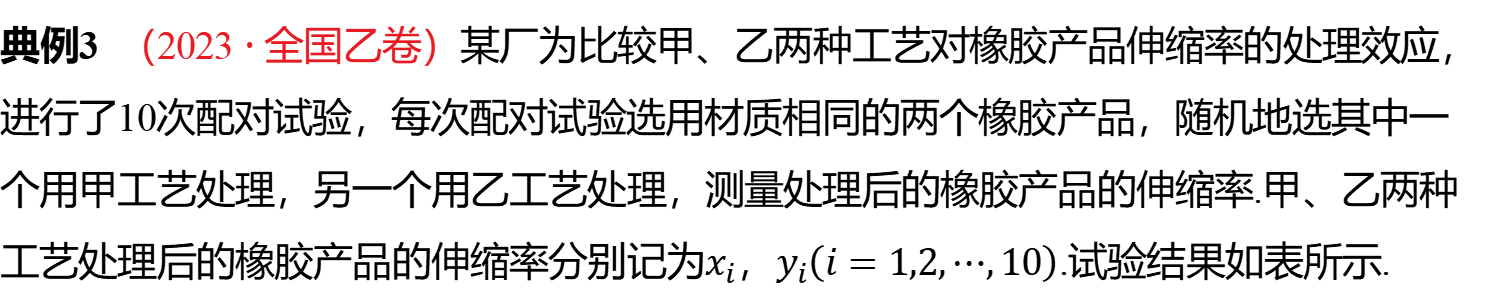 典例3 （2023 · 全国乙卷）某厂为比较甲、乙两种工艺对橡胶产品伸缩率的处理效应，
进行了10次配对试验，每次配对试验选用材质相同的两个橡胶产品，随机地选其中一
个用甲工艺处理，另一个用乙工艺处理，测量处理后的橡胶产品的伸缩率.甲、乙两种
工艺处理后的橡胶产品的伸缩率分别记为xᵢ，yᵢ(i = 1,2,⋯,10).试验结果如表所示.